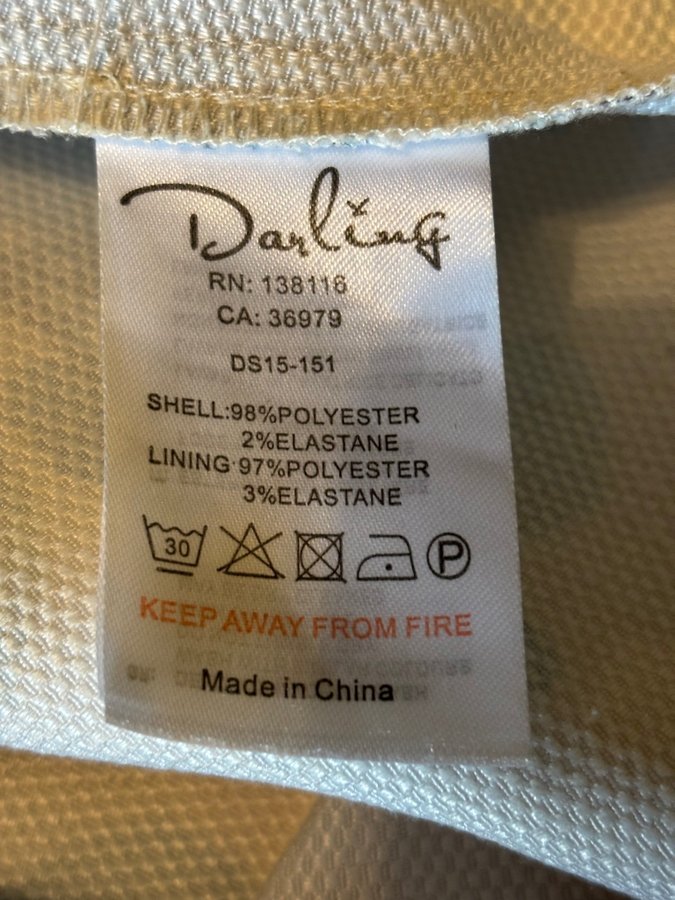 Darling
RN: 138116
CA: 36979
DS15-151
SHELL:98%POLYESTER
2%ELASTANE
LINING:97%POLYESTER
3%ELASTANE
30
P
KEEP AWAY FROM FIRE
Made in China